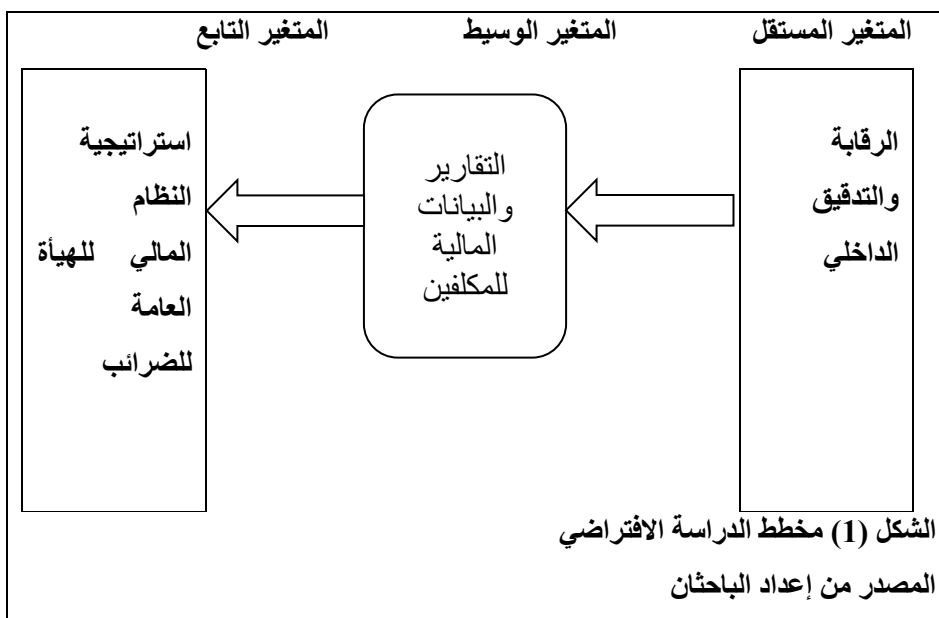 المتغير المستقل
المتغير الوسيط
المتغير التابع
الرقابة
والتدقيق
الداخلي
التقارير
والبيانات
المالية
للمكلفين
استراتيجية
النظام
المالي للهيأة
العامة
للضرائب
الشكل (1) مخطط الدراسة الافتراضي
المصدر من إعداد الباحثان